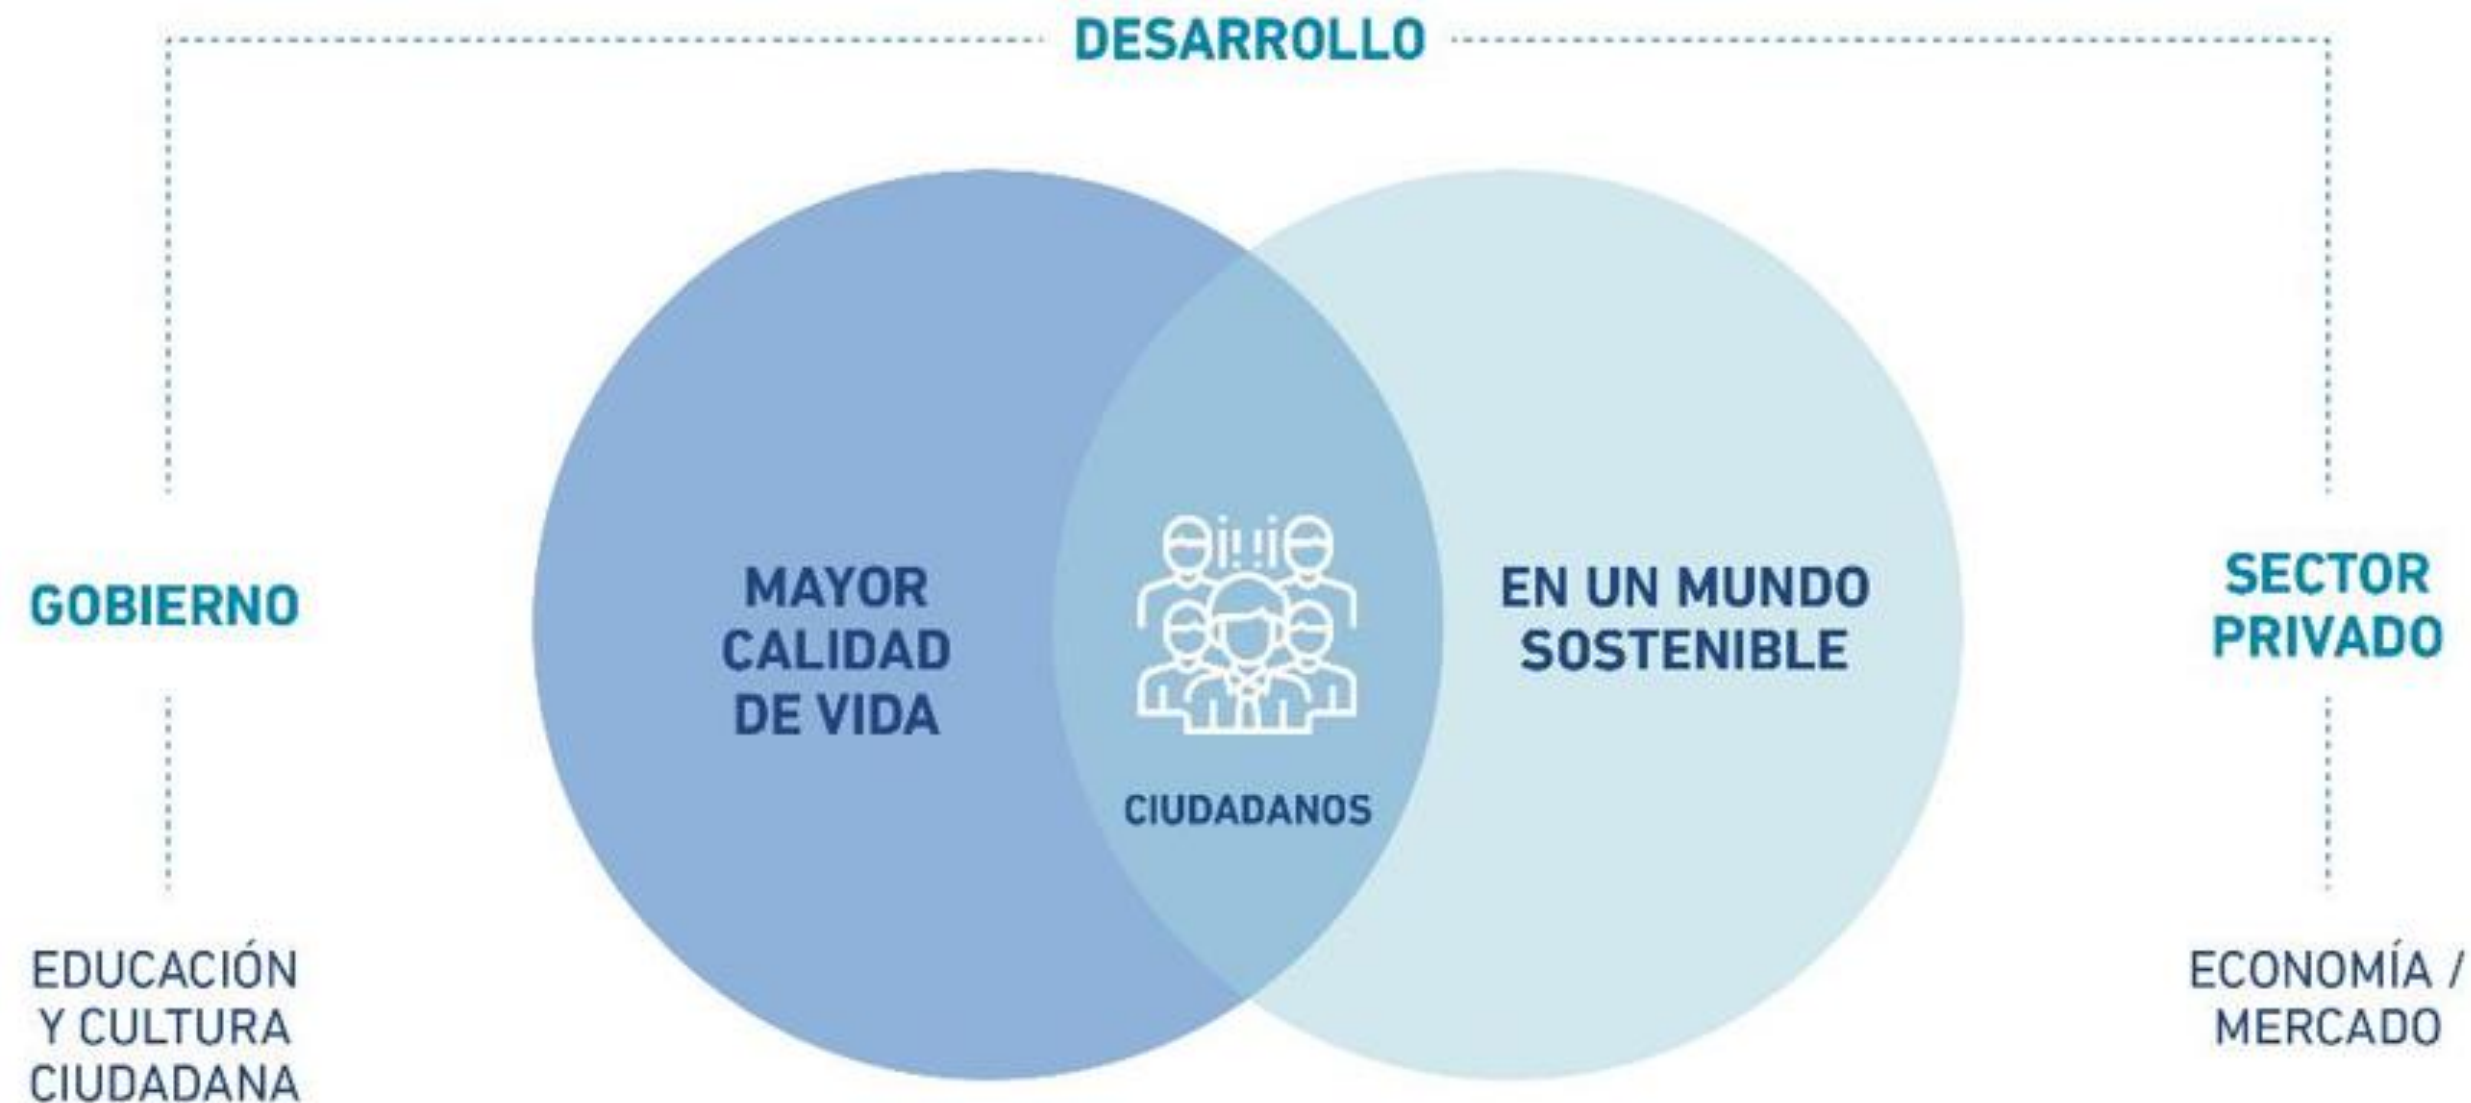 DESARROLLO
GOBIERNO
EDUCACIÓN
Y CULTURA
CIUDADANA
MAYOR
CALIDAD
DE VIDA
CIUDADANOS
EN UN MUNDO
SOSTENIBLE
SECTOR
PRIVADO
ECONOMÍA /
MERCADO